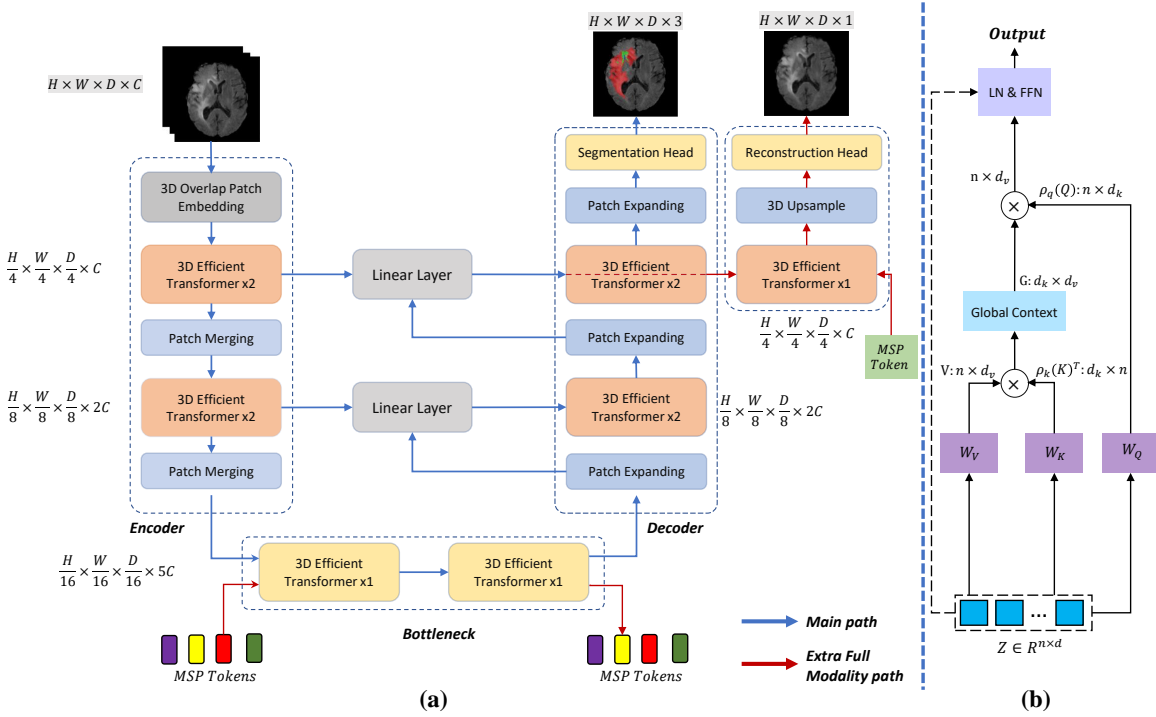 H × W × D × C
3D Overlap Patch
Embedding
H/4 × W/4 × D/4 × C
3D Efficient
Transformer x2
Patch Merging
H/8 × W/8 × D/8 × 2C
3D Efficient
Transformer x2
Patch Merging
Encoder
Linear Layer
Linear Layer
H × W × D × 3
Segmentation Head
Patch Expanding
3D Efficient
Transformer x2
Patch Expanding
3D Efficient
Transformer x2
H/8 × W/8 × D/8 × 2C
Patch Expanding
Decoder
H × W × D × 1
Reconstruction Head
3D Upsample
3D Efficient
Transformer x1
H/4 × W/4 × D/4 × C
MSP
Token
H/16 × W/16 × D/16 × 5C
3D Efficient
Transformer x1
3D Efficient
Transformer x1
Bottleneck
MSP Tokens
MSP Tokens
Main path
Extra Full
Modality path
(a)
Output
LN & FFN
n × d_v
ρ_q(Q): n × d_k
×
G: d_k × d_v
Global Context
V: n × d_v
ρ_k(K)^T: d_k × n
×
W_V
W_K
W_Q
...
Z ∈ R^{n×d}
(b)